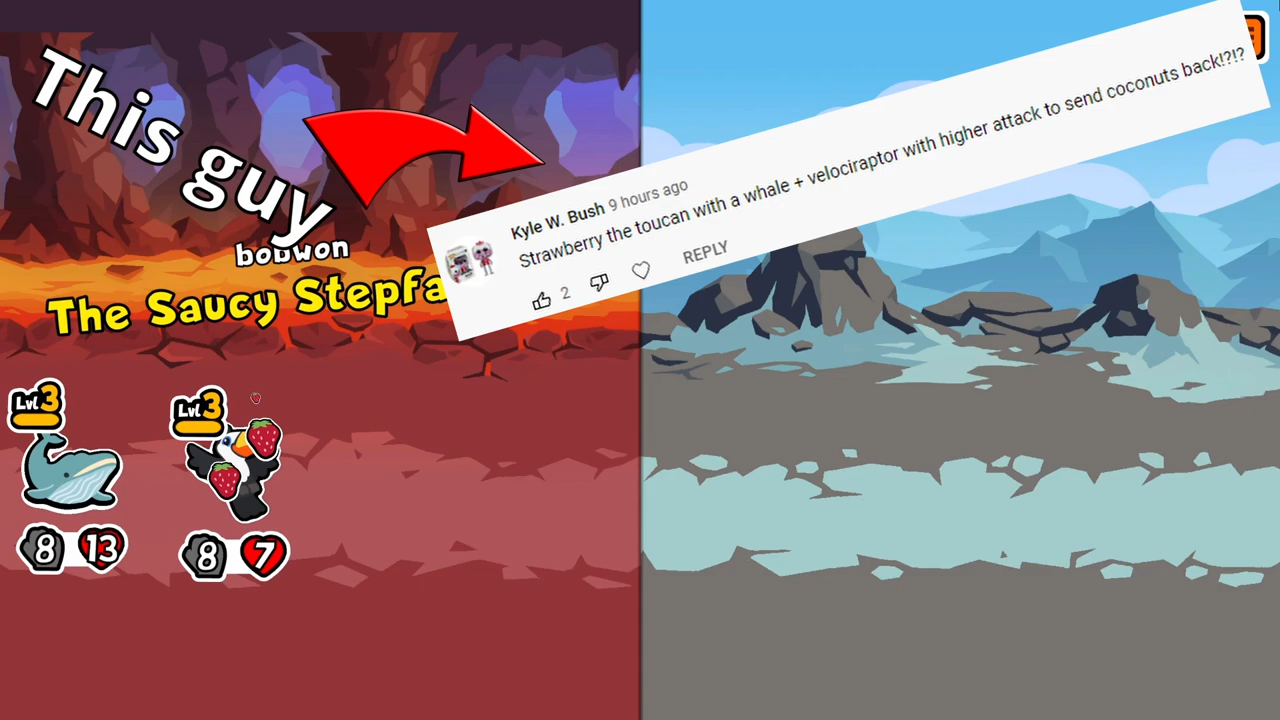 This guy
bobwon
The Saucy Stepfa
Kyle W. Bush 9 hours ago
Strawberry the toucan with a whale + velociraptor with higher attack to send coconuts back!?!?
2
REPLY
Lvl3
Lvl3
8 13
8 7